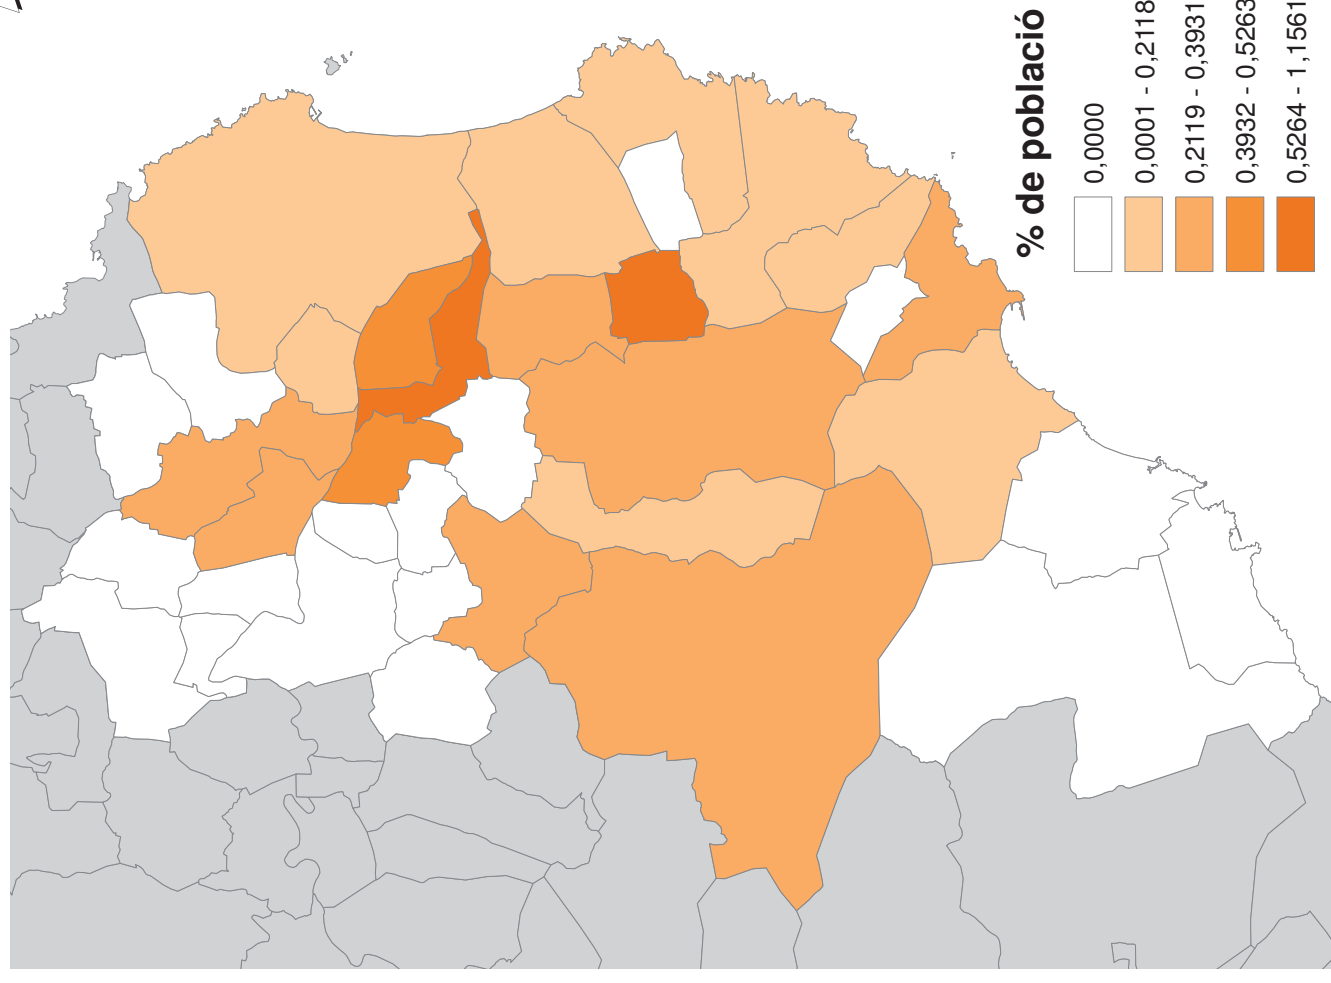 % de població
0,0000
0,0001 - 0,2118
0,2119 - 0,3931
0,3932 - 0,5263
0,5264 - 1,1561